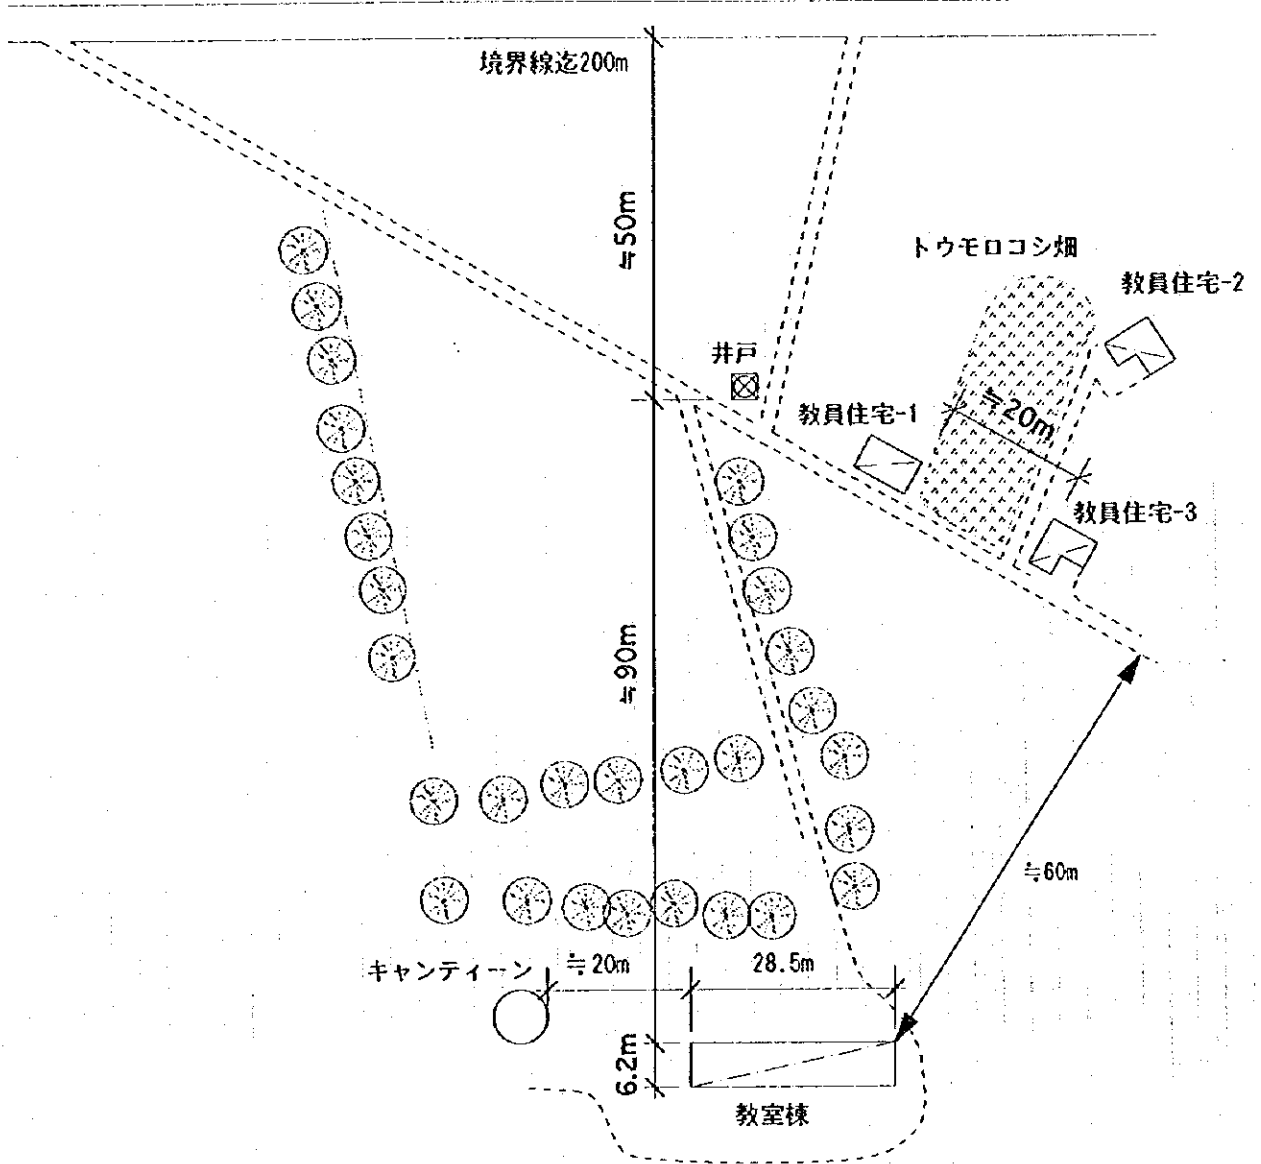 境界線迄200m
≒50m
トウモロコシ畑
教員住宅-2
井戸
教員住宅-1
≒20m
教員住宅-3
≒90m
≒60m
キャンティーン
≒20m
28.5m
6.2m
教室棟